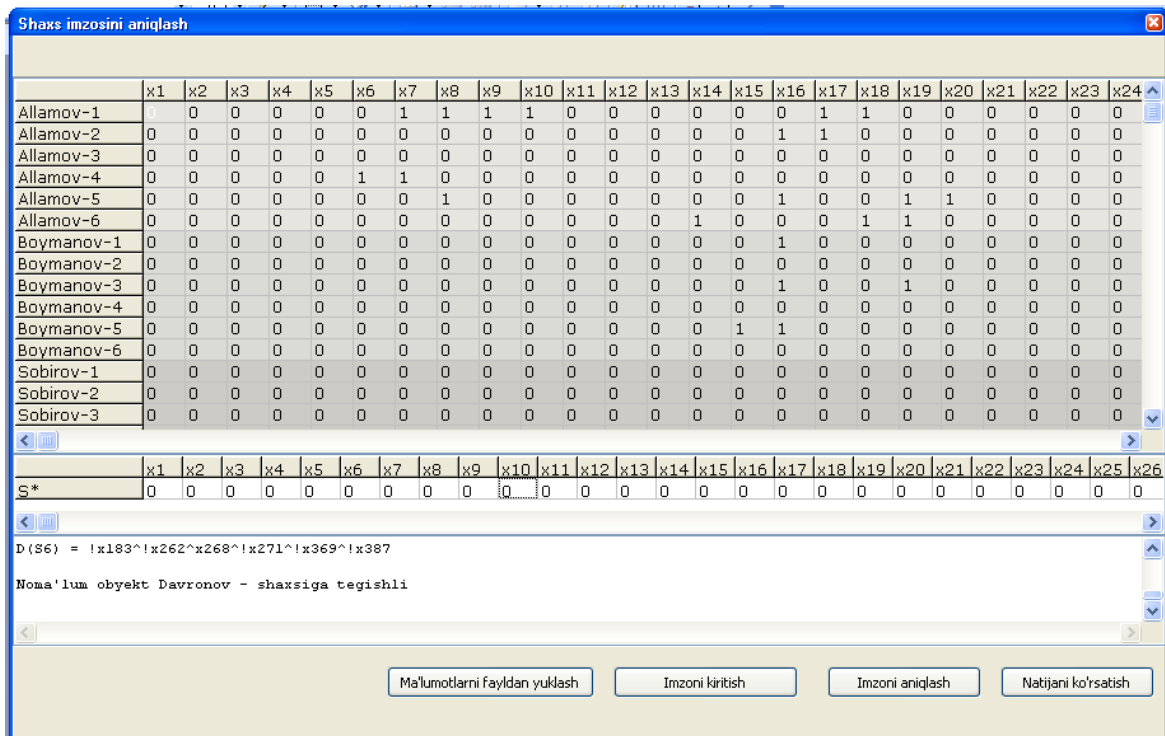 Shaxs imzosini aniqlash
x1 x2 x3 x4 x5 x6 x7 x8 x9 x10 x11 x12 x13 x14 x15 x16 x17 x18 x19 x20 x21 x22 x23 x24
Allamov-1 0 0 0 0 0 0 1 1 1 1 0 0 0 0 0 0 1 1 0 0 0 0 0 0
Allamov-2 0 0 0 0 0 0 0 0 0 0 0 0 0 0 0 1 1 0 0 0 0 0 0 0
Allamov-3 0 0 0 0 0 0 0 0 0 0 0 0 0 0 0 0 0 0 0 0 0 0 0 0
Allamov-4 0 0 0 0 0 1 1 0 0 0 0 0 0 0 0 0 0 0 0 0 0 0 0 0
Allamov-5 0 0 0 0 0 0 0 1 0 0 0 0 0 0 0 1 0 0 1 1 0 0 0 0
Allamov-6 0 0 0 0 0 0 0 0 0 0 0 0 0 1 0 0 0 1 1 0 0 0 0 0
Boymanov-1 0 0 0 0 0 0 0 0 0 0 0 0 0 0 0 1 0 0 0 0 0 0 0 0
Boymanov-2 0 0 0 0 0 0 0 0 0 0 0 0 0 0 0 0 0 0 0 0 0 0 0 0
Boymanov-3 0 0 0 0 0 0 0 0 0 0 0 0 0 0 0 1 0 0 1 0 0 0 0 0
Boymanov-4 0 0 0 0 0 0 0 0 0 0 0 0 0 0 0 0 0 0 0 0 0 0 0 0
Boymanov-5 0 0 0 0 0 0 0 0 0 0 0 0 0 0 1 1 0 0 0 0 0 0 0 0
Boymanov-6 0 0 0 0 0 0 0 0 0 0 0 0 0 0 0 0 0 0 0 0 0 0 0 0
Sobirov-1 0 0 0 0 0 0 0 0 0 0 0 0 0 0 0 0 0 0 0 0 0 0 0 0
Sobirov-2 0 0 0 0 0 0 0 0 0 0 0 0 0 0 0 0 0 0 0 0 0 0 0 0
Sobirov-3 0 0 0 0 0 0 0 0 0 0 0 0 0 0 0 0 0 0 0 0 0 0 0 0
x1 x2 x3 x4 x5 x6 x7 x8 x9 x10 x11 x12 x13 x14 x15 x16 x17 x18 x19 x20 x21 x22 x23 x24 x25 x26
S* 0 0 0 0 0 0 0 0 0 0 0 0 0 0 0 0 0 0 0 0 0 0 0 0 0 0
D(S6) = !x183^!x262^x268^!x271^!x369^!x387
Noma'lum obyekt Davronov - shaxsiga tegishli
Ma'lumotlarni fayldan yuklash Imzoni kiritish Imzoni aniqlash Natijani ko'rsatish